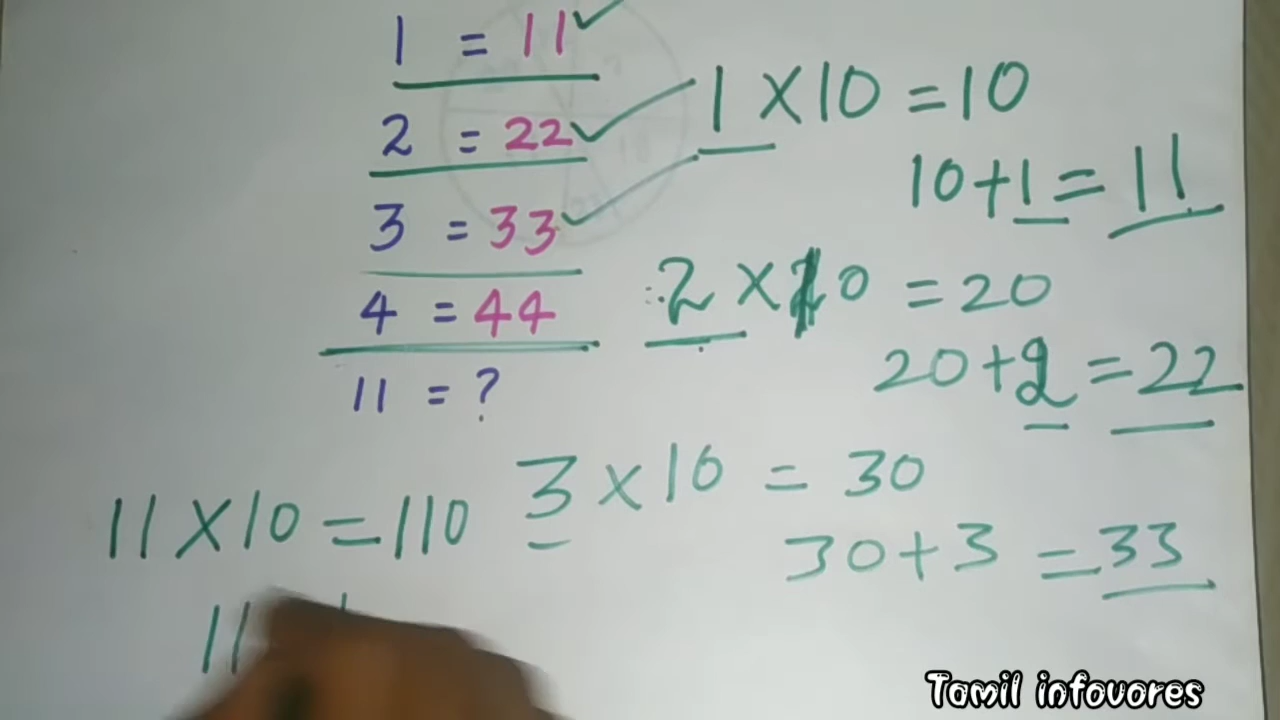 1 = 11
2 = 22
3 = 33
4 = 44
11 = ?
1 × 10 = 10
10 + 1 = 11
2 × 10 = 20
20 + 2 = 22
3 × 10 = 30
30 + 3 = 33
11 × 10 = 110
11
Tamil infovores